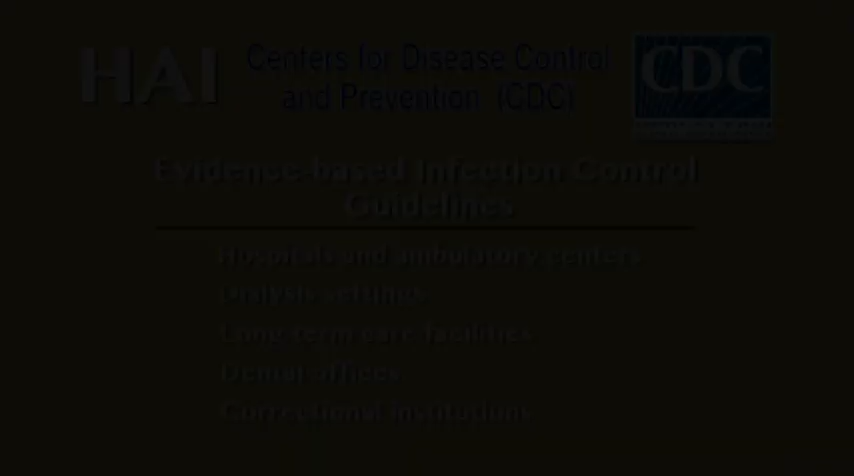 HAI
Centers for Disease Control
and Prevention (CDC)
CDC
Evidence-based Infection Control
Guidelines
Hospitals and ambulatory centers
Dialysis settings
Long-term care facilities
Dental offices
Correctional institutions